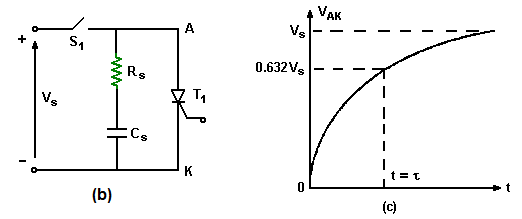 +
S1
A
Rs
T1
Vs
Cs
−
K
(b)
VAK
Vs
0.632Vs
t = τ
0
t
(c)